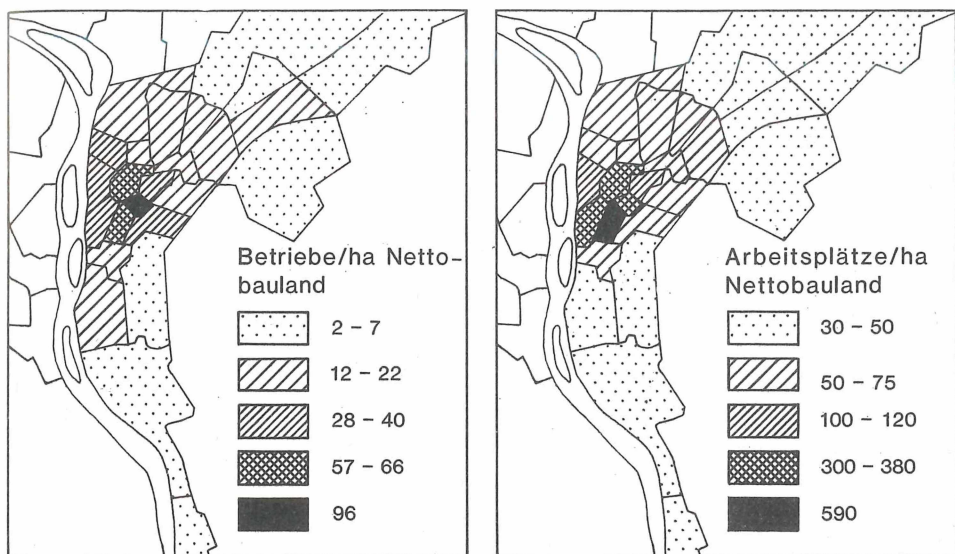 Betriebe/ha Netto-
bauland
2 – 7
12 – 22
28 – 40
57 – 66
96
Arbeitsplätze/ha
Nettobauland
30 – 50
50 – 75
100 – 120
300 – 380
590